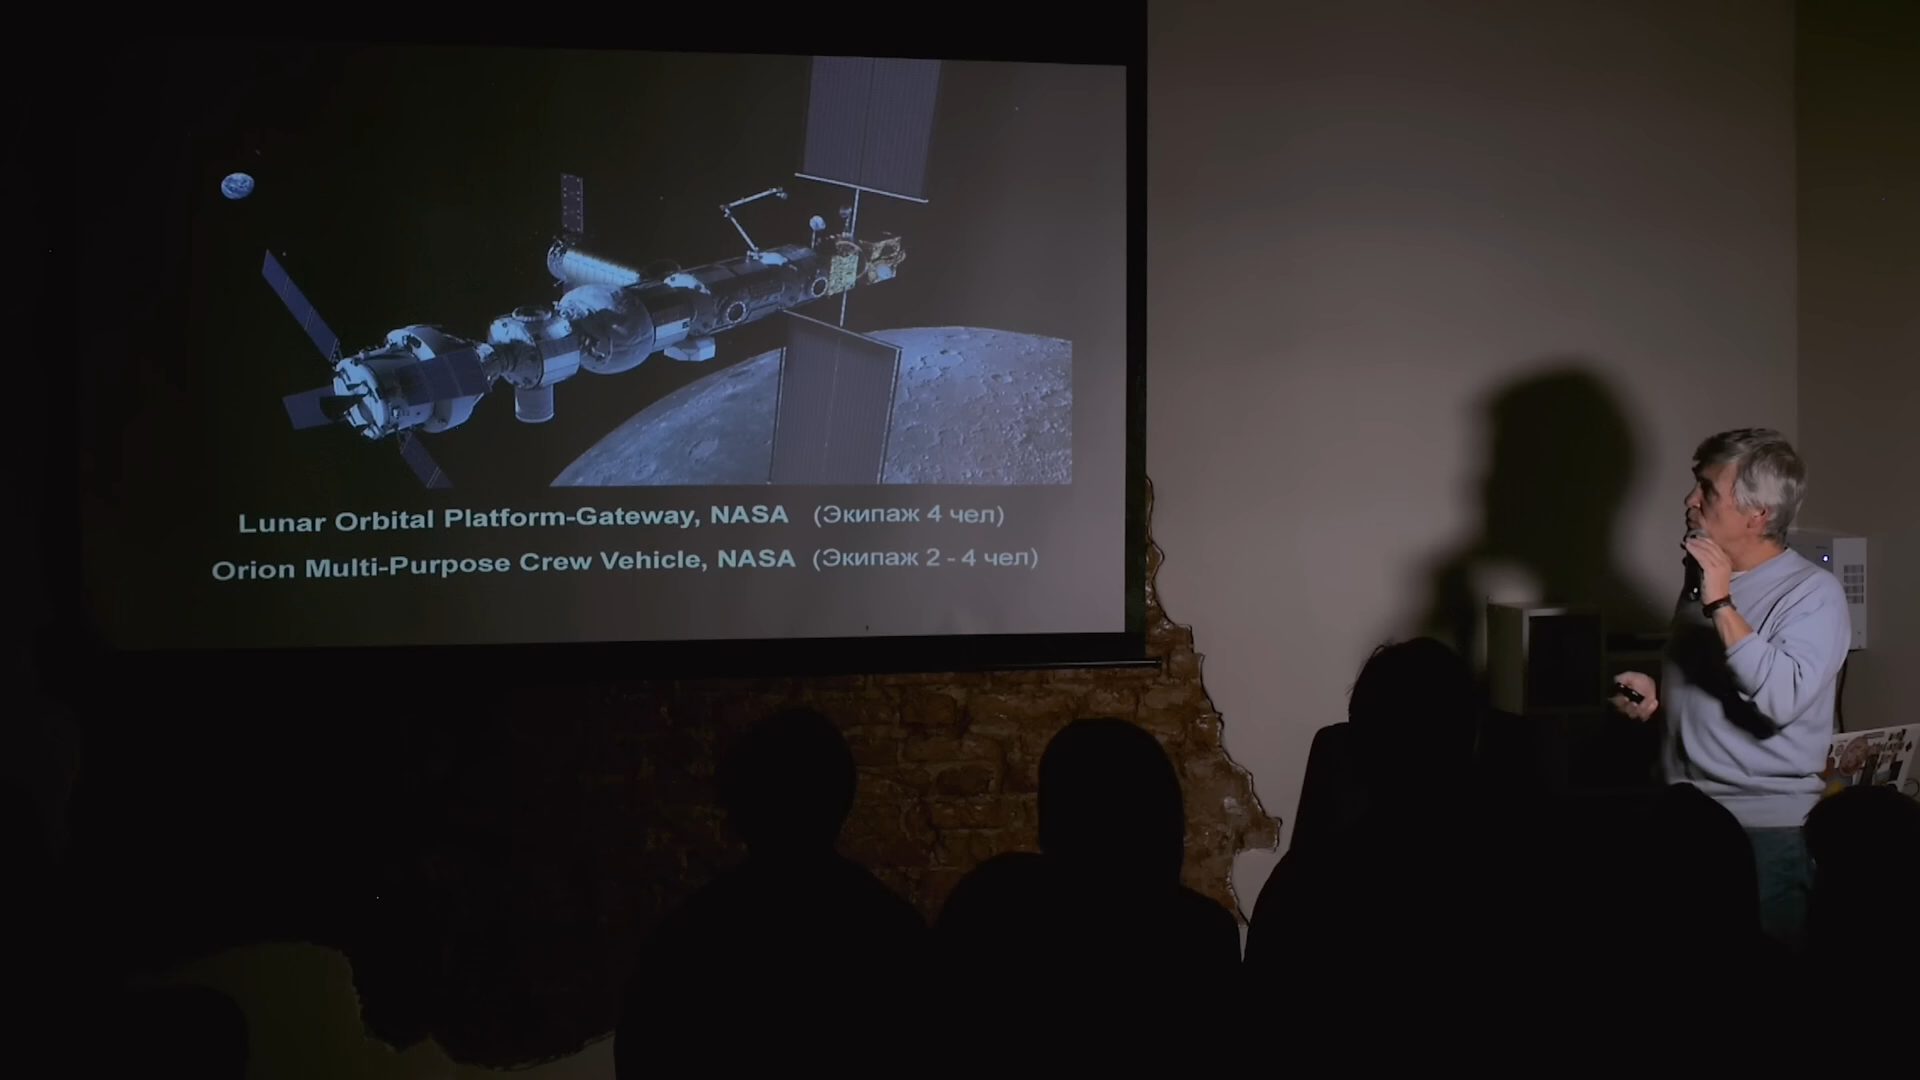 Lunar Orbital Platform-Gateway, NASA (Экипаж 4 чел)
Orion Multi-Purpose Crew Vehicle, NASA (Экипаж 2 - 4 чел)